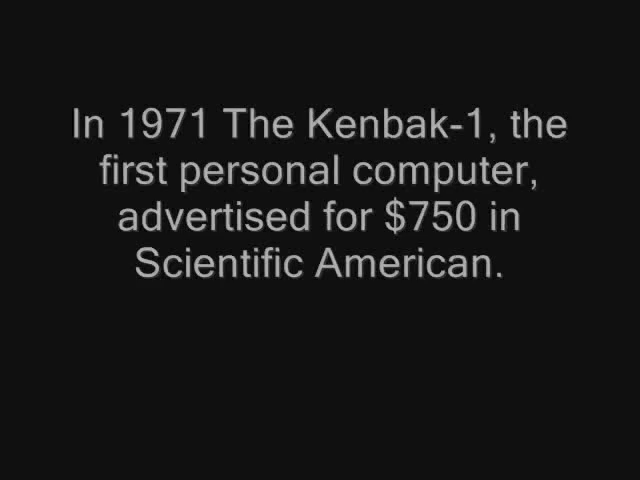 In 1971 The Kenbak-1, the
first personal computer,
advertised for $750 in
Scientific American.